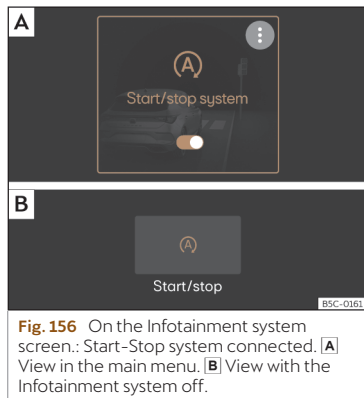 A
A
Start/stop system
B
A
Start/stop
B5C-0161
Fig. 156 On the Infotainment system
screen.: Start-Stop system connected. A
View in the main menu. B View with the
Infotainment system off.